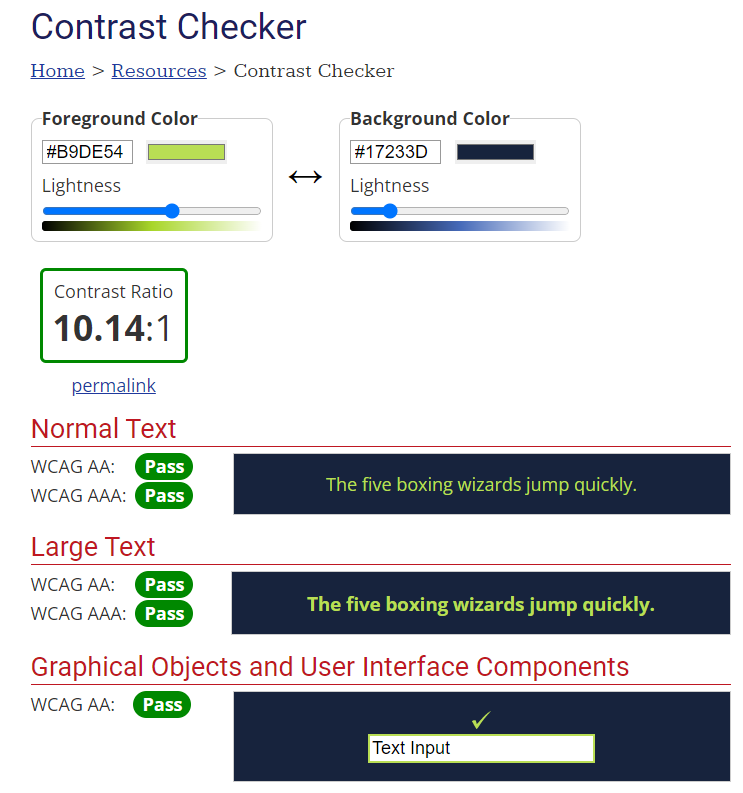 Contrast Checker
Home > Resources > Contrast Checker
Foreground Color
#B9DE54
Lightness
Background Color
#17233D
Lightness
Contrast Ratio
10.14:1
permalink
Normal Text
WCAG AA: Pass
WCAG AAA: Pass
The five boxing wizards jump quickly.
Large Text
WCAG AA: Pass
WCAG AAA: Pass
The five boxing wizards jump quickly.
Graphical Objects and User Interface Components
WCAG AA: Pass
Text Input